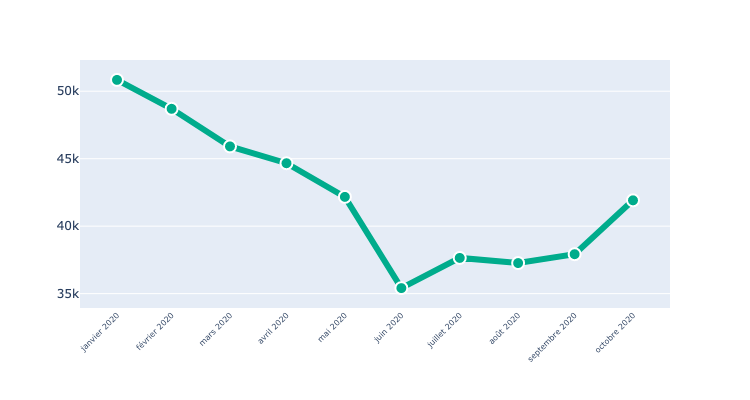 50k
45k
40k
35k
janvier 2020
février 2020
mars 2020
avril 2020
mai 2020
juin 2020
juillet 2020
août 2020
septembre 2020
octobre 2020